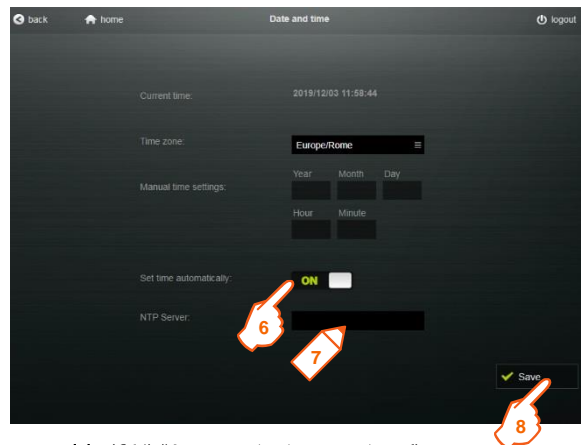 back home Date and time logout
Current time: 2019/12/03 11:58:44
Time zone: Europe/Rome
Year Month Day
Manual time settings:
Hour Minute
Set time automatically: ON
6
NTP Server:
7
Save
8